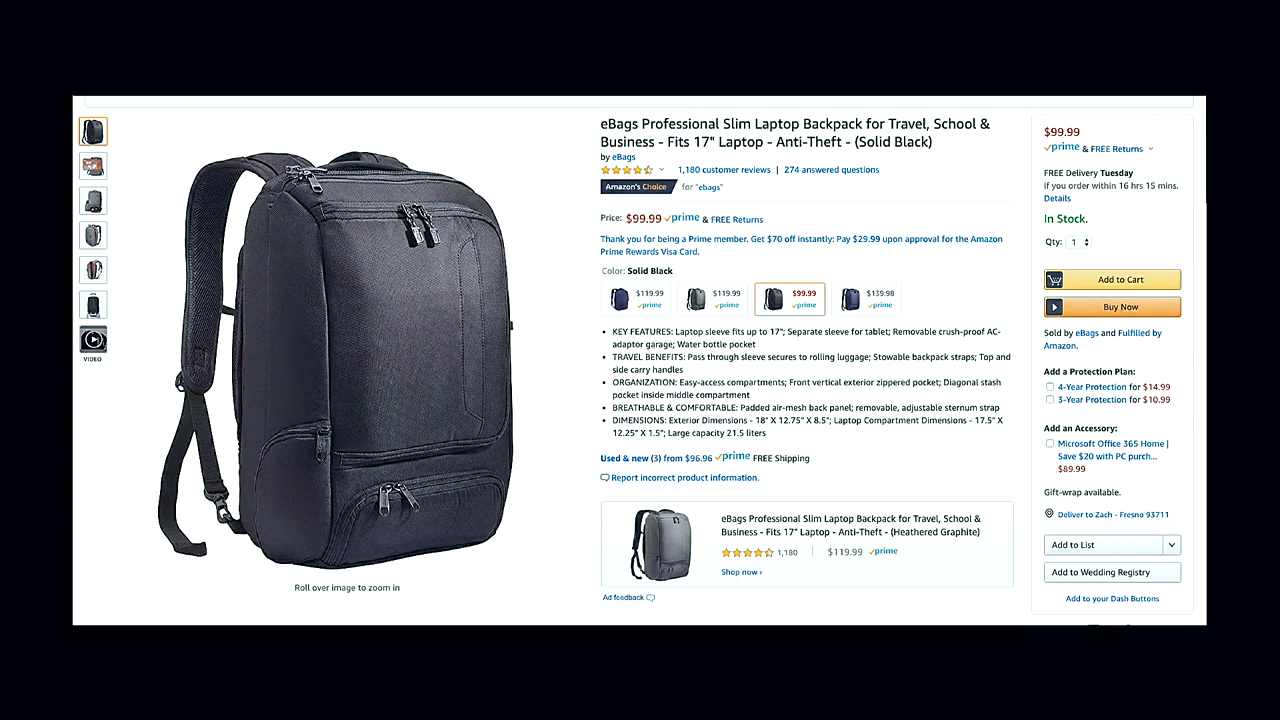 VIDEO
Roll over image to zoom in
eBags Professional Slim Laptop Backpack for Travel, School &
Business - Fits 17" Laptop - Anti-Theft - (Solid Black)
by eBags
1,180 customer reviews | 274 answered questions
Amazon's Choice for "ebags"
Price: $99.99 prime & FREE Returns
Thank you for being a Prime member. Get $70 off instantly: Pay $29.99 upon approval for the Amazon
Prime Rewards Visa Card.
Color: Solid Black
$119.99 $119.99 $99.99 $139.98
prime prime prime prime
• KEY FEATURES: Laptop sleeve fits up to 17"; Separate sleeve for tablet; Removable crush-proof AC-
adaptor garage; Water bottle pocket
• TRAVEL BENEFITS: Pass through sleeve secures to rolling luggage; Stowable backpack straps; Top and
side carry handles
• ORGANIZATION: Easy-access compartments; Front vertical exterior zippered pocket; Diagonal stash
pocket inside middle compartment
• BREATHABLE & COMFORTABLE: Padded air-mesh back panel; removable, adjustable sternum strap
• DIMENSIONS: Exterior Dimensions - 18" X 12.75" X 8.5"; Laptop Compartment Dimensions - 17.5" X
12.25" X 1.5"; Large capacity 21.5 liters
Used & new (3) from $96.96 prime FREE Shipping
Report incorrect product information.
eBags Professional Slim Laptop Backpack for Travel, School &
Business - Fits 17" Laptop - Anti-Theft - (Heathered Graphite)
1,180 | $119.99 prime
Shop now ›
Ad feedback
$99.99
prime & FREE Returns
FREE Delivery Tuesday
if you order within 16 hrs 15 mins.
Details
In Stock.
Qty: 1
Add to Cart
Buy Now
Sold by eBags and Fulfilled by
Amazon.
Add a Protection Plan:
4-Year Protection for $14.99
3-Year Protection for $10.99
Add an Accessory:
Microsoft Office 365 Home |
Save $20 with PC purch...
$89.99
Gift-wrap available.
Deliver to Zach - Fresno 93711
Add to List
Add to Wedding Registry
Add to your Dash Buttons